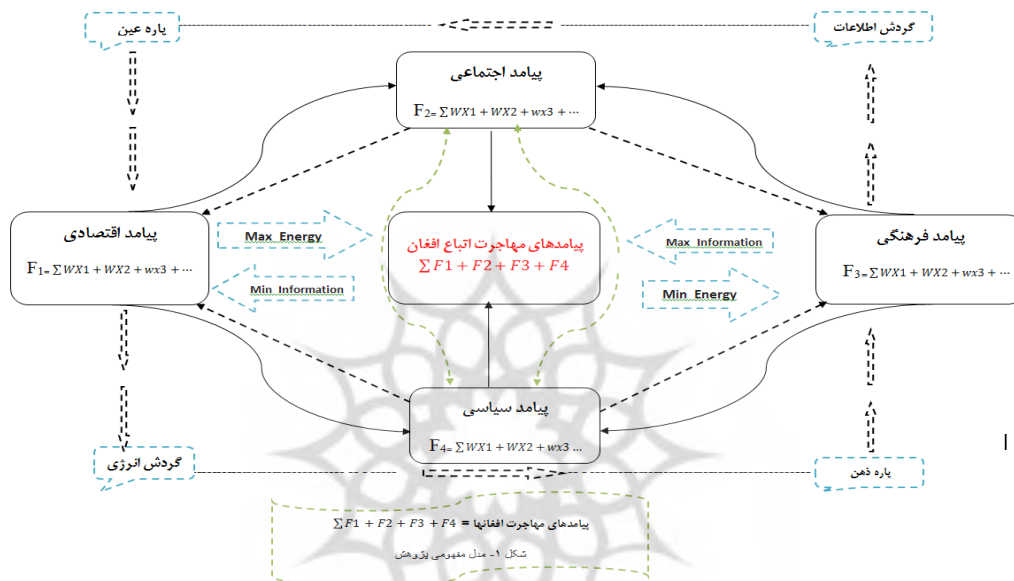 گردش اطلاعات
پاره عین
پیامد اجتماعی
F2= ∑WX1 + WX2 + wx3 + ⋯
پیامد فرهنگی
F3= ∑WX1 + WX2 + wx3 + ⋯
Max Information
Min Energy
پیامدهای مهاجرت اتباع افغان
∑ F1 + F2 + F3 + F4
Max Energy
Min Information
پیامد اقتصادی
F1= ∑WX1 + WX2 + wx3 + ⋯
پیامد سیاسی
F4= ∑WX1 + WX2 + wx3 ...
پاره ذهن
گردش انرژی
پیامدهای مهاجرت افغانها = ∑ F1 + F2 + F3 + F4
شکل ۱- مدل مفهومی پژوهش